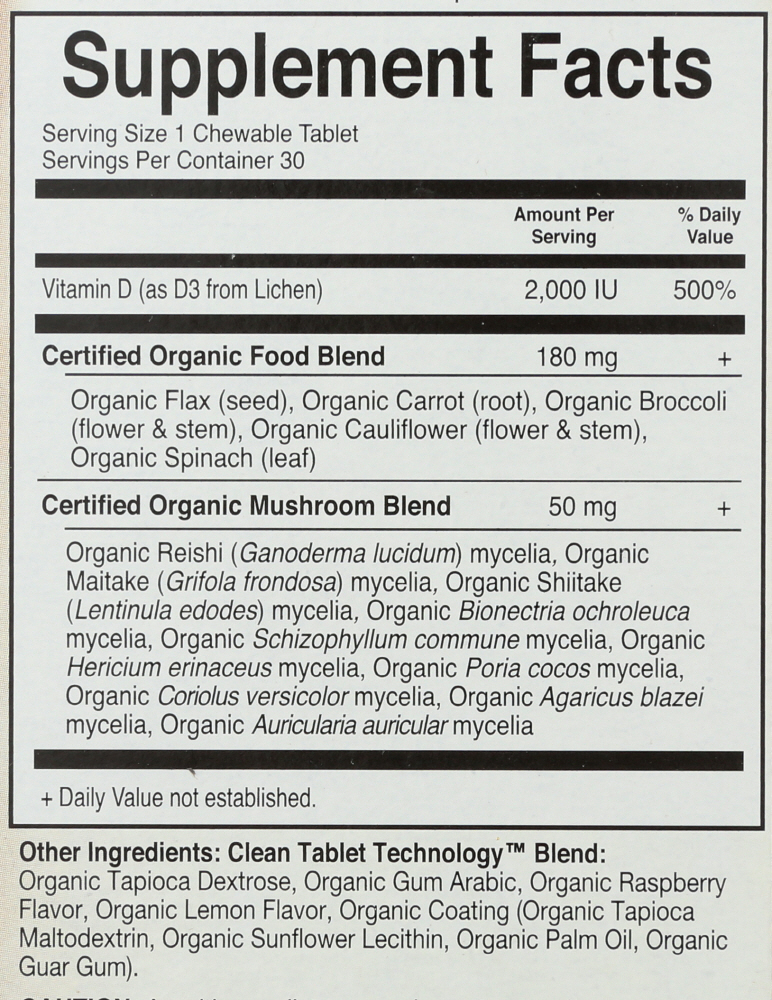 Supplement Facts
Serving Size 1 Chewable Tablet
Servings Per Container 30
Amount Per Serving % Daily Value
Vitamin D (as D3 from Lichen) 2,000 IU 500%
Certified Organic Food Blend 180 mg +
Organic Flax (seed), Organic Carrot (root), Organic Broccoli
(flower & stem), Organic Cauliflower (flower & stem),
Organic Spinach (leaf)
Certified Organic Mushroom Blend 50 mg +
Organic Reishi (Ganoderma lucidum) mycelia, Organic
Maitake (Grifola frondosa) mycelia, Organic Shiitake
(Lentinula edodes) mycelia, Organic Bionectria ochroleuca
mycelia, Organic Schizophyllum commune mycelia, Organic
Hericium erinaceus mycelia, Organic Poria cocos mycelia,
Organic Coriolus versicolor mycelia, Organic Agaricus blazei
mycelia, Organic Auricularia auricular mycelia
+ Daily Value not established.
Other Ingredients: Clean Tablet Technology™ Blend:
Organic Tapioca Dextrose, Organic Gum Arabic, Organic Raspberry
Flavor, Organic Lemon Flavor, Organic Coating (Organic Tapioca
Maltodextrin, Organic Sunflower Lecithin, Organic Palm Oil, Organic
Guar Gum).